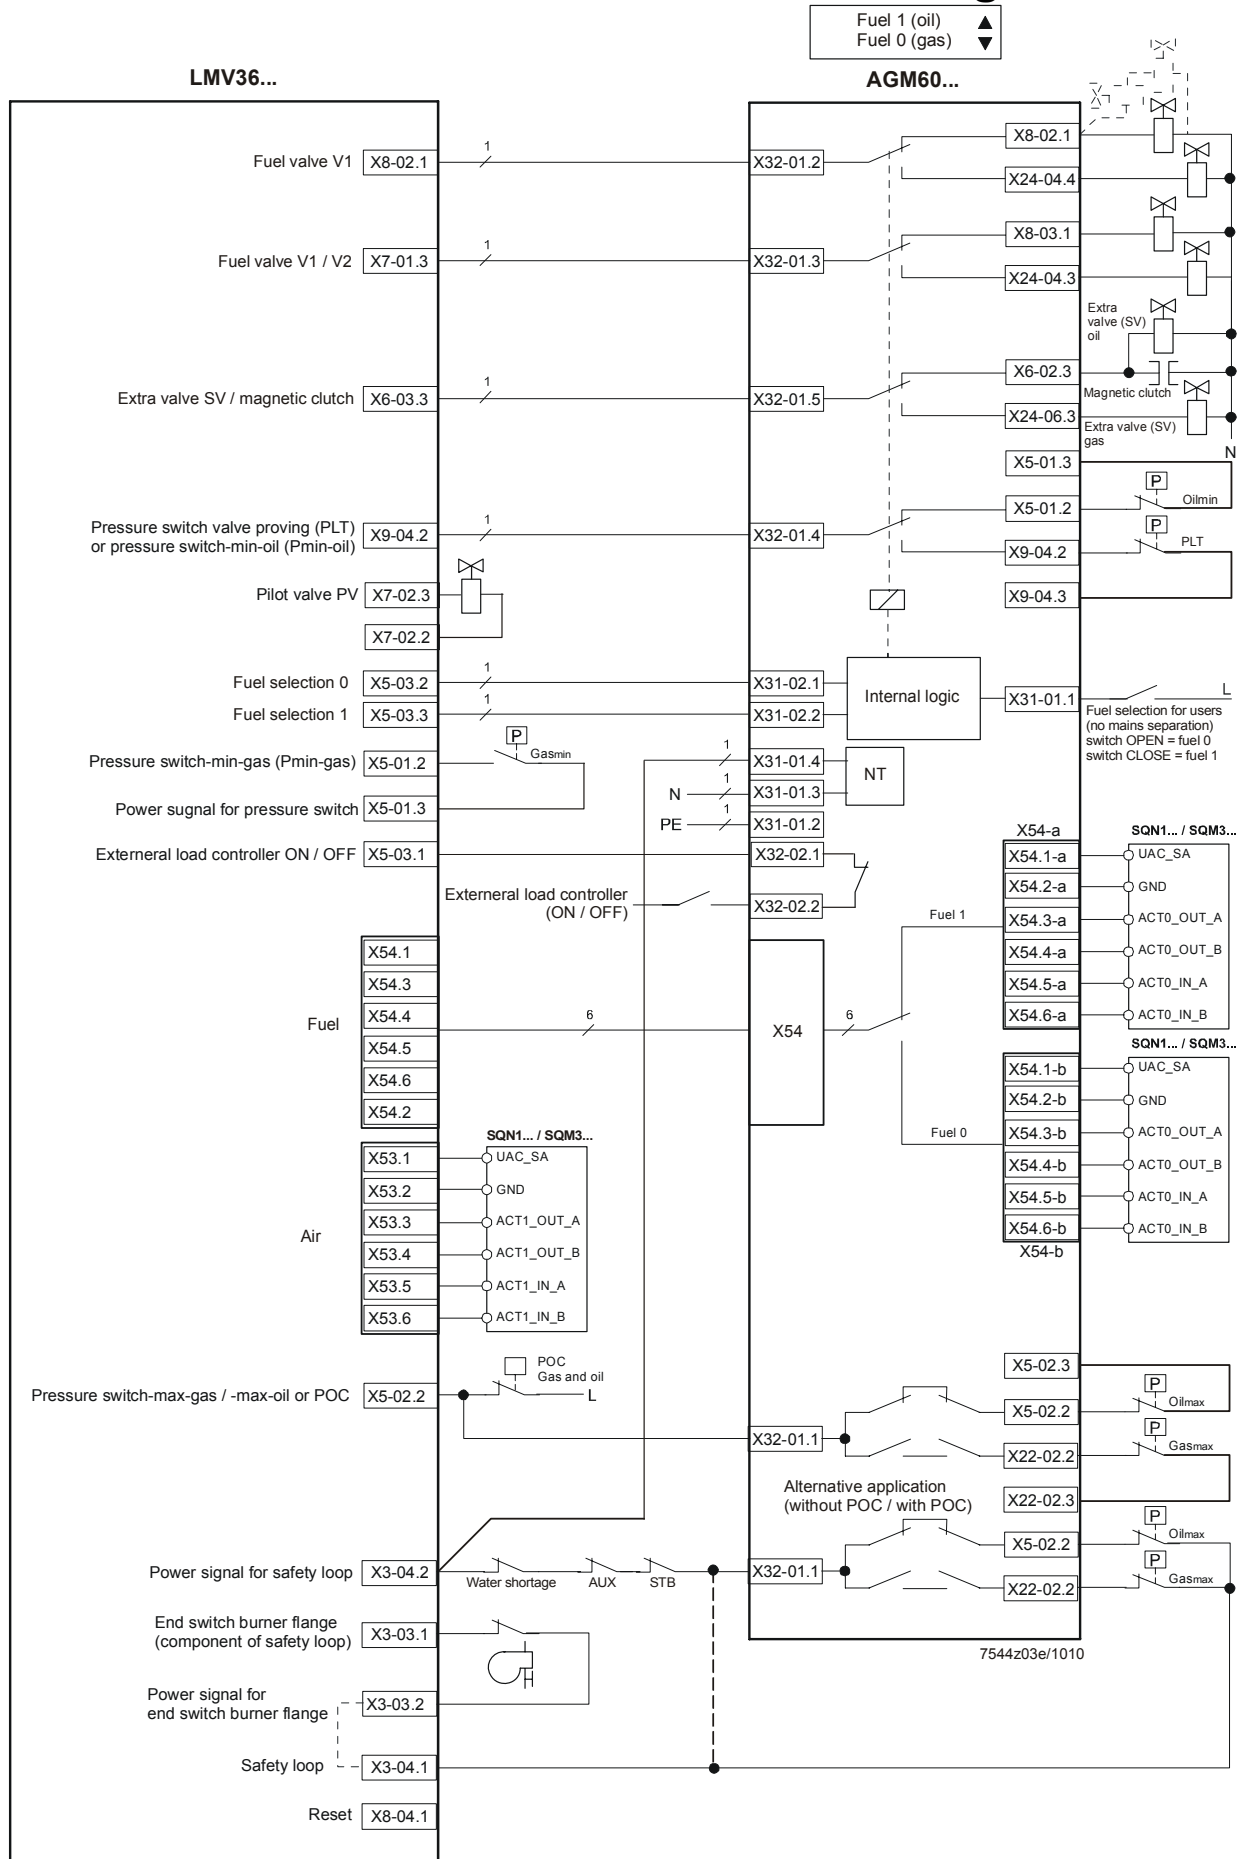 Fuel 1 (oil) ▲
Fuel 0 (gas) ▼
LMV36...
AGM60...
Fuel valve V1
X8-02.1
1
X32-01.2
X8-02.1
X24-04.4
Fuel valve V1 / V2
X7-01.3
1
X32-01.3
X8-03.1
X24-04.3
Extra
valve (SV)
oil
Extra valve SV / magnetic clutch
X6-03.3
1
X32-01.5
X6-02.3
Magnetic clutch
X24-06.3
Extra valve (SV)
gas
N
X5-01.3
P
Oilmin
X5-01.2
Pressure switch valve proving (PLT)
or pressure switch-min-oil (Pmin-oil)
X9-04.2
1
X32-01.4
P
PLT
X9-04.2
X9-04.3
Pilot valve PV
X7-02.3
X7-02.2
Fuel selection 0
X5-03.2
1
X31-02.1
Fuel selection 1
X5-03.3
1
X31-02.2
Internal logic
X31-01.1
L
Fuel selection for users
(no mains separation)
switch OPEN = fuel 0
switch CLOSE = fuel 1
Pressure switch-min-gas (Pmin-gas)
X5-01.2
P
Gasmin
1
X31-01.4
NT
Power sugnal for pressure switch
X5-01.3
N
1
X31-01.3
PE
1
X31-01.2
Externeral load controller ON / OFF
X5-03.1
X32-02.1
Externeral load controller
(ON / OFF)
X32-02.2
X54-a
SQN1... / SQM3...
X54.1-a
UAC_SA
X54.2-a
GND
Fuel 1
X54.3-a
ACT0_OUT_A
X54.4-a
ACT0_OUT_B
X54.5-a
ACT0_IN_A
X54.6-a
ACT0_IN_B
Fuel
X54.1
X54.3
X54.4
X54.5
X54.6
X54.2
6
X54
6
SQN1... / SQM3...
X54.1-b
UAC_SA
X54.2-b
GND
Fuel 0
X54.3-b
ACT0_OUT_A
X54.4-b
ACT0_OUT_B
X54.5-b
ACT0_IN_A
X54.6-b
ACT0_IN_B
X54-b
SQN1... / SQM3...
Air
X53.1
UAC_SA
X53.2
GND
X53.3
ACT1_OUT_A
X53.4
ACT1_OUT_B
X53.5
ACT1_IN_A
X53.6
ACT1_IN_B
Pressure switch-max-gas / -max-oil or POC
X5-02.2
POC
Gas and oil
L
X5-02.3
P
Oilmax
X5-02.2
X32-01.1
P
Gasmax
X22-02.2
X22-02.3
Alternative application
(without POC / with POC)
P
Oilmax
X5-02.2
Power signal for safety loop
X3-04.2
Water shortage
AUX
STB
X32-01.1
P
Gasmax
X22-02.2
End switch burner flange
(component of safety loop)
X3-03.1
7544z03e/1010
Power signal for
end switch burner flange
X3-03.2
Safety loop
X3-04.1
Reset
X8-04.1